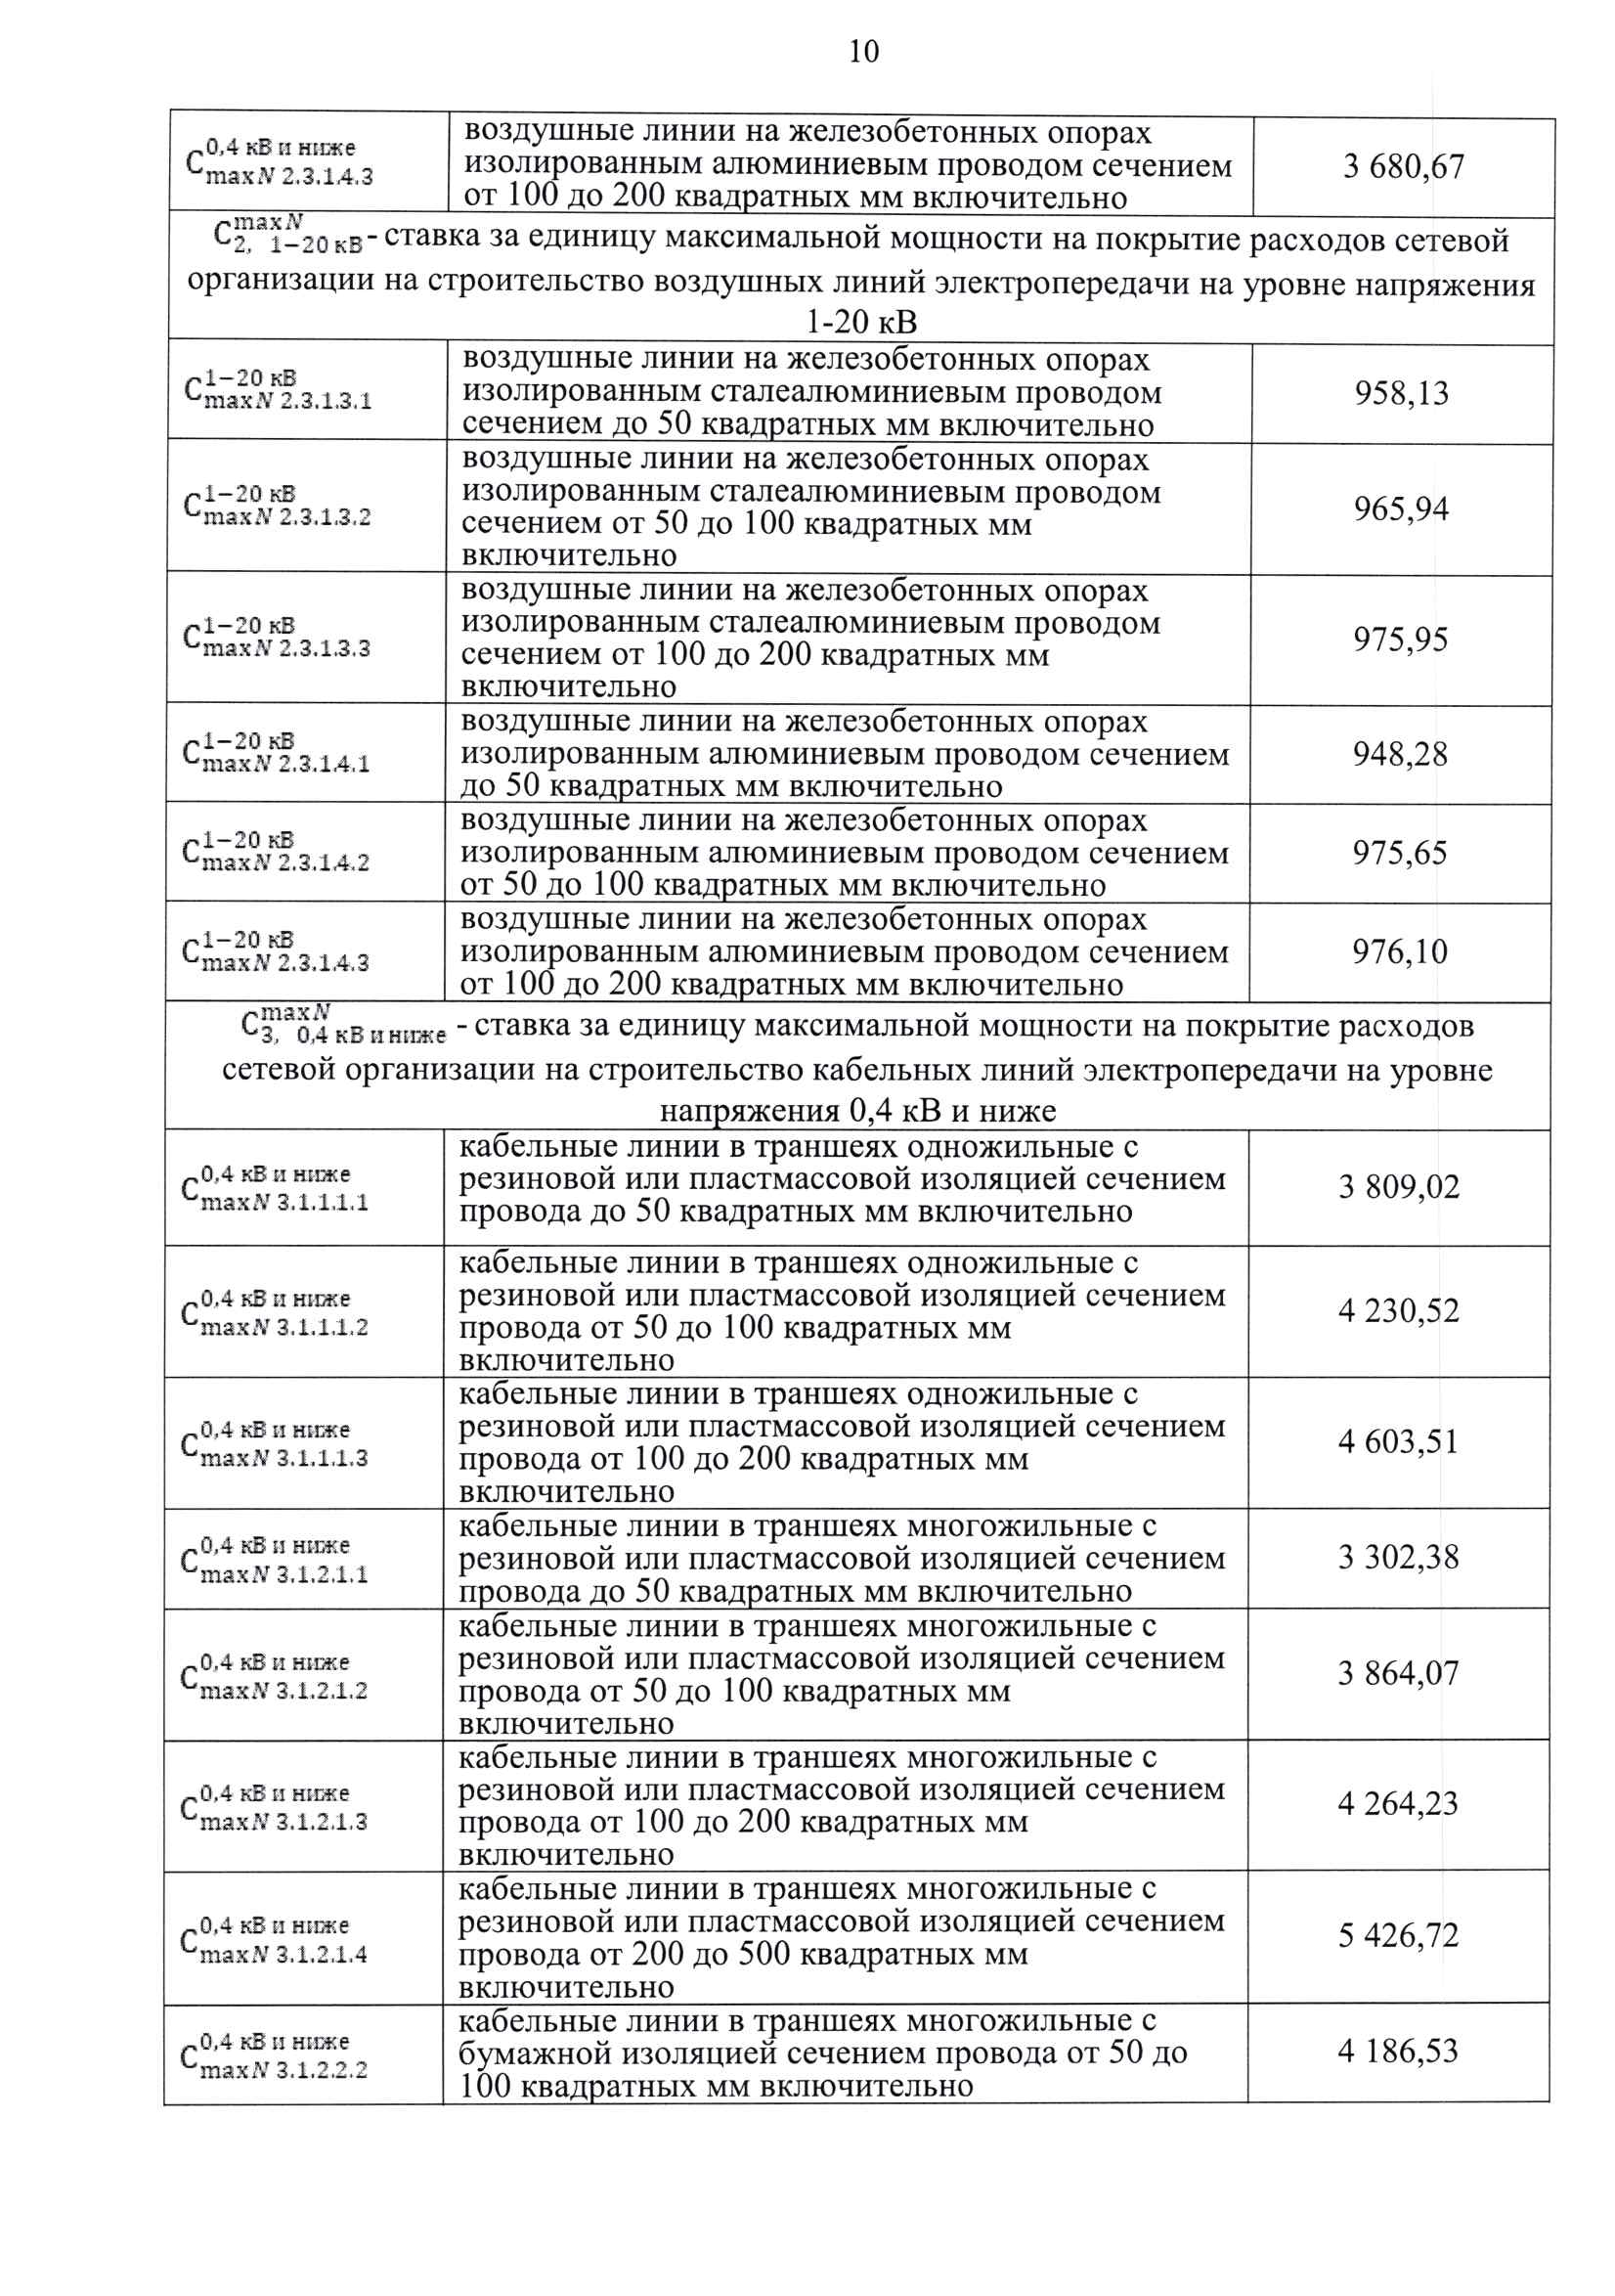 10
C 0,4 кВ и ниже maxN 2.3.1.4.3
воздушные линии на железобетонных опорах
изолированным алюминиевым проводом сечением
от 100 до 200 квадратных мм включительно
3 680,67
C maxN 2, 1−20 кВ - ставка за единицу максимальной мощности на покрытие расходов сетевой
организации на строительство воздушных линий электропередачи на уровне напряжения
1-20 кВ
C 1−20 кВ maxN 2.3.1.3.1
воздушные линии на железобетонных опорах
изолированным сталеалюминиевым проводом
сечением до 50 квадратных мм включительно
958,13
C 1−20 кВ maxN 2.3.1.3.2
воздушные линии на железобетонных опорах
изолированным сталеалюминиевым проводом
сечением от 50 до 100 квадратных мм
включительно
965,94
C 1−20 кВ maxN 2.3.1.3.3
воздушные линии на железобетонных опорах
изолированным сталеалюминиевым проводом
сечением от 100 до 200 квадратных мм
включительно
975,95
C 1−20 кВ maxN 2.3.1.4.1
воздушные линии на железобетонных опорах
изолированным алюминиевым проводом сечением
до 50 квадратных мм включительно
948,28
C 1−20 кВ maxN 2.3.1.4.2
воздушные линии на железобетонных опорах
изолированным алюминиевым проводом сечением
от 50 до 100 квадратных мм включительно
975,65
C 1−20 кВ maxN 2.3.1.4.3
воздушные линии на железобетонных опорах
изолированным алюминиевым проводом сечением
от 100 до 200 квадратных мм включительно
976,10
C maxN 3, 0,4 кВ и ниже - ставка за единицу максимальной мощности на покрытие расходов
сетевой организации на строительство кабельных линий электропередачи на уровне
напряжения 0,4 кВ и ниже
C 0,4 кВ и ниже maxN 3.1.1.1.1
кабельные линии в траншеях одножильные с
резиновой или пластмассовой изоляцией сечением
провода до 50 квадратных мм включительно
3 809,02
C 0,4 кВ и ниже maxN 3.1.1.1.2
кабельные линии в траншеях одножильные с
резиновой или пластмассовой изоляцией сечением
провода от 50 до 100 квадратных мм
включительно
4 230,52
C 0,4 кВ и ниже maxN 3.1.1.1.3
кабельные линии в траншеях одножильные с
резиновой или пластмассовой изоляцией сечением
провода от 100 до 200 квадратных мм
включительно
4 603,51
C 0,4 кВ и ниже maxN 3.1.2.1.1
кабельные линии в траншеях многожильные с
резиновой или пластмассовой изоляцией сечением
провода до 50 квадратных мм включительно
3 302,38
C 0,4 кВ и ниже maxN 3.1.2.1.2
кабельные линии в траншеях многожильные с
резиновой или пластмассовой изоляцией сечением
провода от 50 до 100 квадратных мм
включительно
3 864,07
C 0,4 кВ и ниже maxN 3.1.2.1.3
кабельные линии в траншеях многожильные с
резиновой или пластмассовой изоляцией сечением
провода от 100 до 200 квадратных мм
включительно
4 264,23
C 0,4 кВ и ниже maxN 3.1.2.1.4
кабельные линии в траншеях многожильные с
резиновой или пластмассовой изоляцией сечением
провода от 200 до 500 квадратных мм
включительно
5 426,72
C 0,4 кВ и ниже maxN 3.1.2.2.2
кабельные линии в траншеях многожильные с
бумажной изоляцией сечением провода от 50 до
100 квадратных мм включительно
4 186,53